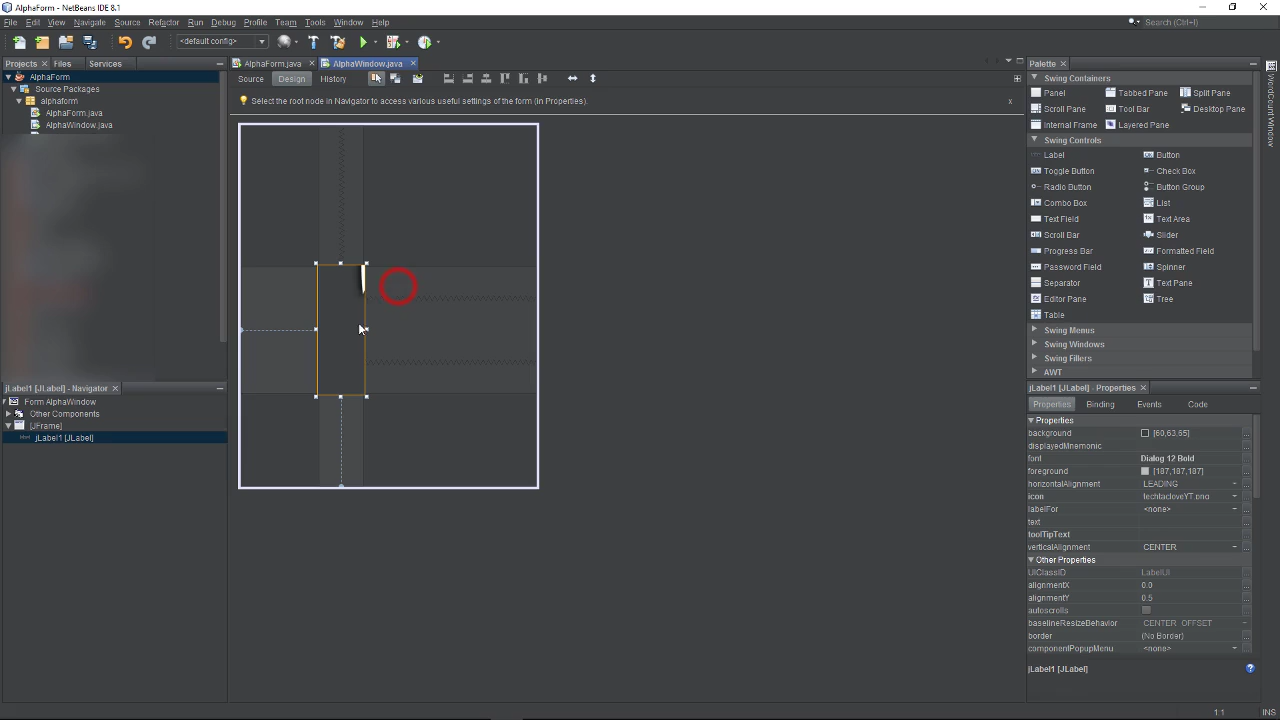 AlphaForm - NetBeans IDE 8.1
File Edit View Navigate Source Refactor Run Debug Profile Team Tools Window Help
Search (Ctrl+I)
<default config>
Projects Files Services
AlphaForm.java AlphaWindow.java
Palette
AlphaForm
Source Packages
alphaform
AlphaForm.java
AlphaWindow.java
Source Design History
Select the root node in Navigator to access various useful settings of the form (in Properties).
x
Swing Containers
Panel Tabbed Pane Split Pane
Scroll Pane Tool Bar Desktop Pane
Internal Frame Layered Pane
Swing Controls
Label Button
Toggle Button Check Box
Radio Button Button Group
Combo Box List
Text Field Text Area
Scroll Bar Slider
Progress Bar Formatted Field
Password Field Spinner
Separator Text Pane
Editor Pane Tree
Table
Swing Menus
Swing Windows
Swing Fillers
AWT
WordCountWindow
jLabel1 [JLabel] - Navigator
Form AlphaWindow
Other Components
[JFrame]
jLabel1 [JLabel]
jLabel1 [JLabel] - Properties
Properties Binding Events Code
Properties
background [60,63,65] ...
displayedMnemonic ...
font Dialog 12 Bold ...
foreground [187,187,187] ...
horizontalAlignment LEADING ...
icon ...
labelFor <none> ...
text ...
toolTipText ...
verticalAlignment CENTER ...
Other Properties
UIClassID LabelUI ...
alignmentX 0.0 ...
alignmentY 0.5 ...
autoscrolls ...
baselineResizeBehavior CENTER_OFFSET
border (No Border) ...
componentPopupMenu <none> ...
jLabel1 [JLabel]
?
1:1 INS